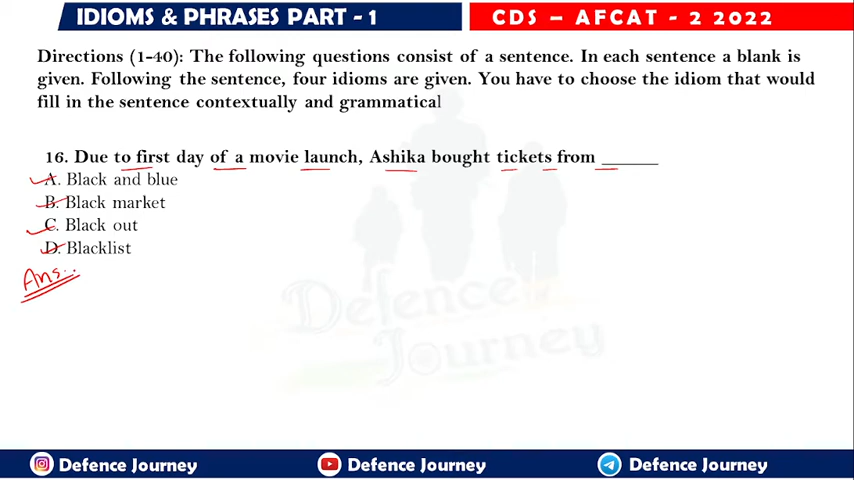 IDIOMS & PHRASES PART - 1
CDS – AFCAT - 2 2022
Directions (1-40): The following questions consist of a sentence. In each sentence a blank is
given. Following the sentence, four idioms are given. You have to choose the idiom that would
fill in the sentence contextually and grammatical
16. Due to first day of a movie launch, Ashika bought tickets from ______
A. Black and blue
B. Black market
C. Black out
D. Blacklist
Ans..
Defence
Journey
Defence Journey
Defence Journey
Defence Journey